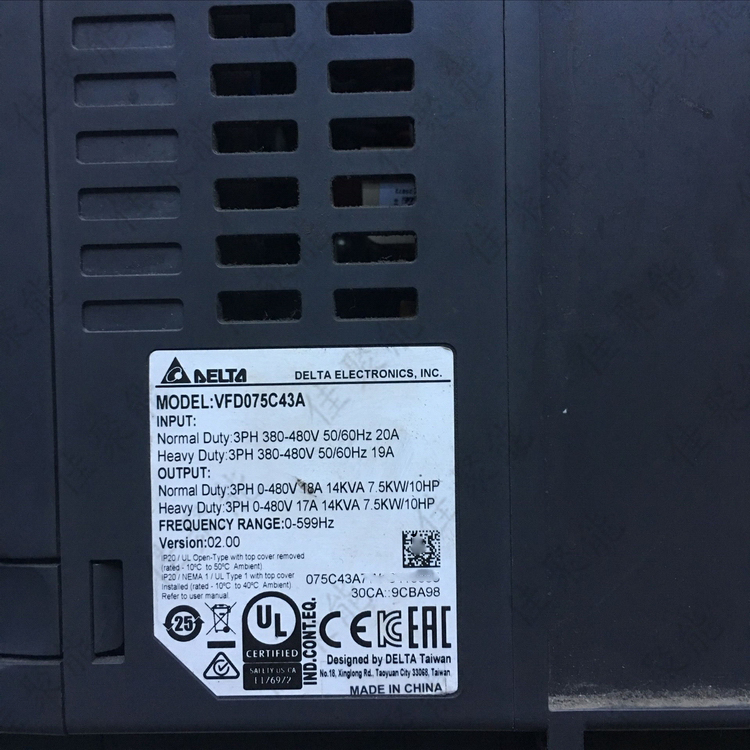 DELTA
DELTA ELECTRONICS, INC.
MODEL:VFD075C43A
INPUT:
Normal Duty:3PH 380-480V 50/60Hz 20A
Heavy Duty:3PH 380-480V 50/60Hz 19A
OUTPUT:
Normal Duty:3PH 0-480V 18A 14KVA 7.5KW/10HP
Heavy Duty:3PH 0-480V 17A 14KVA 7.5KW/10HP
FREQUENCY RANGE:0-599Hz
Version:02.00
IP20 / UL Open-Type with top cover removed
(rated - 10°C to 50°C Ambient)
IP20 / NEMA 1 / UL Type 1 with top cover
Installed (rated - 10°C to 40°C Ambient)
Refer to user manual
075C43A7
30CA::9CBA98
25
UL
CERTIFIED
SAFETY US CA
IND.CONT.EQ.
CE
KC
EAC
Designed by DELTA Taiwan
No.18, Xinglong Rd., Taoyuan City 33068, Taiwan
MADE IN CHINA
佳乘能